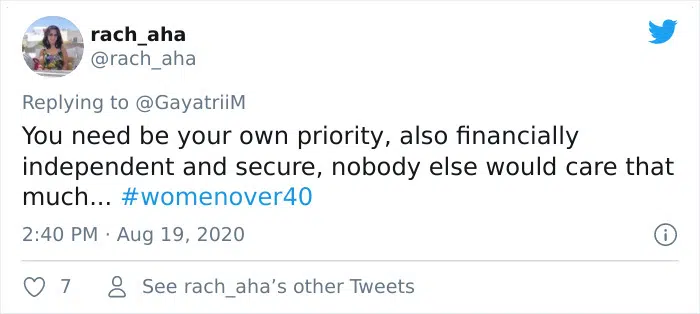 rach_aha
@rach_aha
Replying to @GayatriiM
You need be your own priority, also financially
independent and secure, nobody else would care that
much... #womenover40
2:40 PM · Aug 19, 2020
7
See rach_aha’s other Tweets